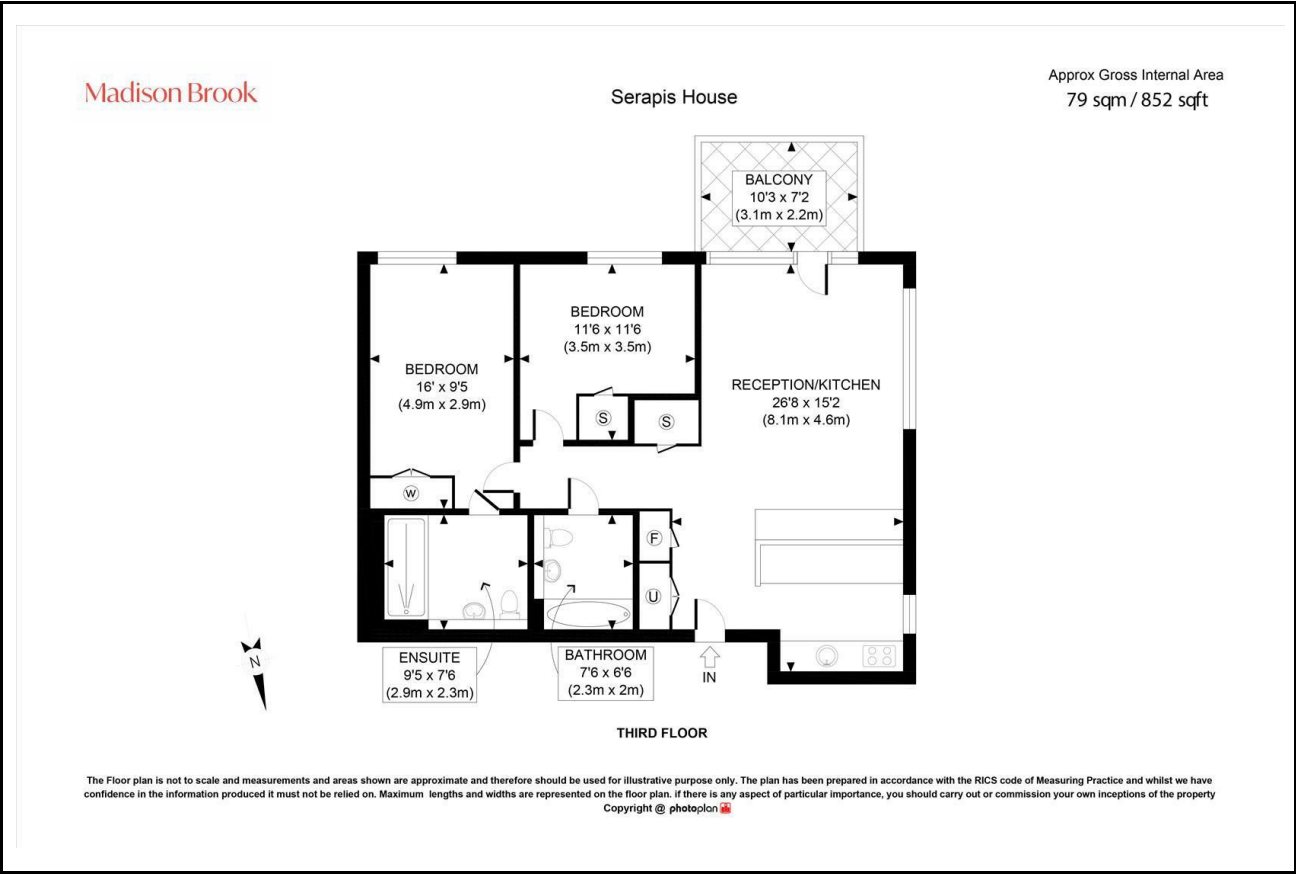 Madison Brook
Serapis House
Approx Gross Internal Area
79 sqm / 852 sqft
BALCONY
10'3 x 7'2
(3.1m x 2.2m)
BEDROOM
11'6 x 11'6
(3.5m x 3.5m)
BEDROOM
16' x 9'5
(4.9m x 2.9m)
RECEPTION/KITCHEN
26'8 x 15'2
(8.1m x 4.6m)
S
S
W
F
U
ENSUITE
9'5 x 7'6
(2.9m x 2.3m)
BATHROOM
7'6 x 6'6
(2.3m x 2m)
IN
N
THIRD FLOOR
The Floor plan is not to scale and measurements and areas shown are approximate and therefore should be used for illustrative purpose only. The plan has been prepared in accordance with the RICS code of Measuring Practice and whilst we have
confidence in the information produced it must not be relied on. Maximum lengths and widths are represented on the floor plan. if there is any aspect of particular importance, you should carry out or commission your own inceptions of the property
Copyright @ photoplan